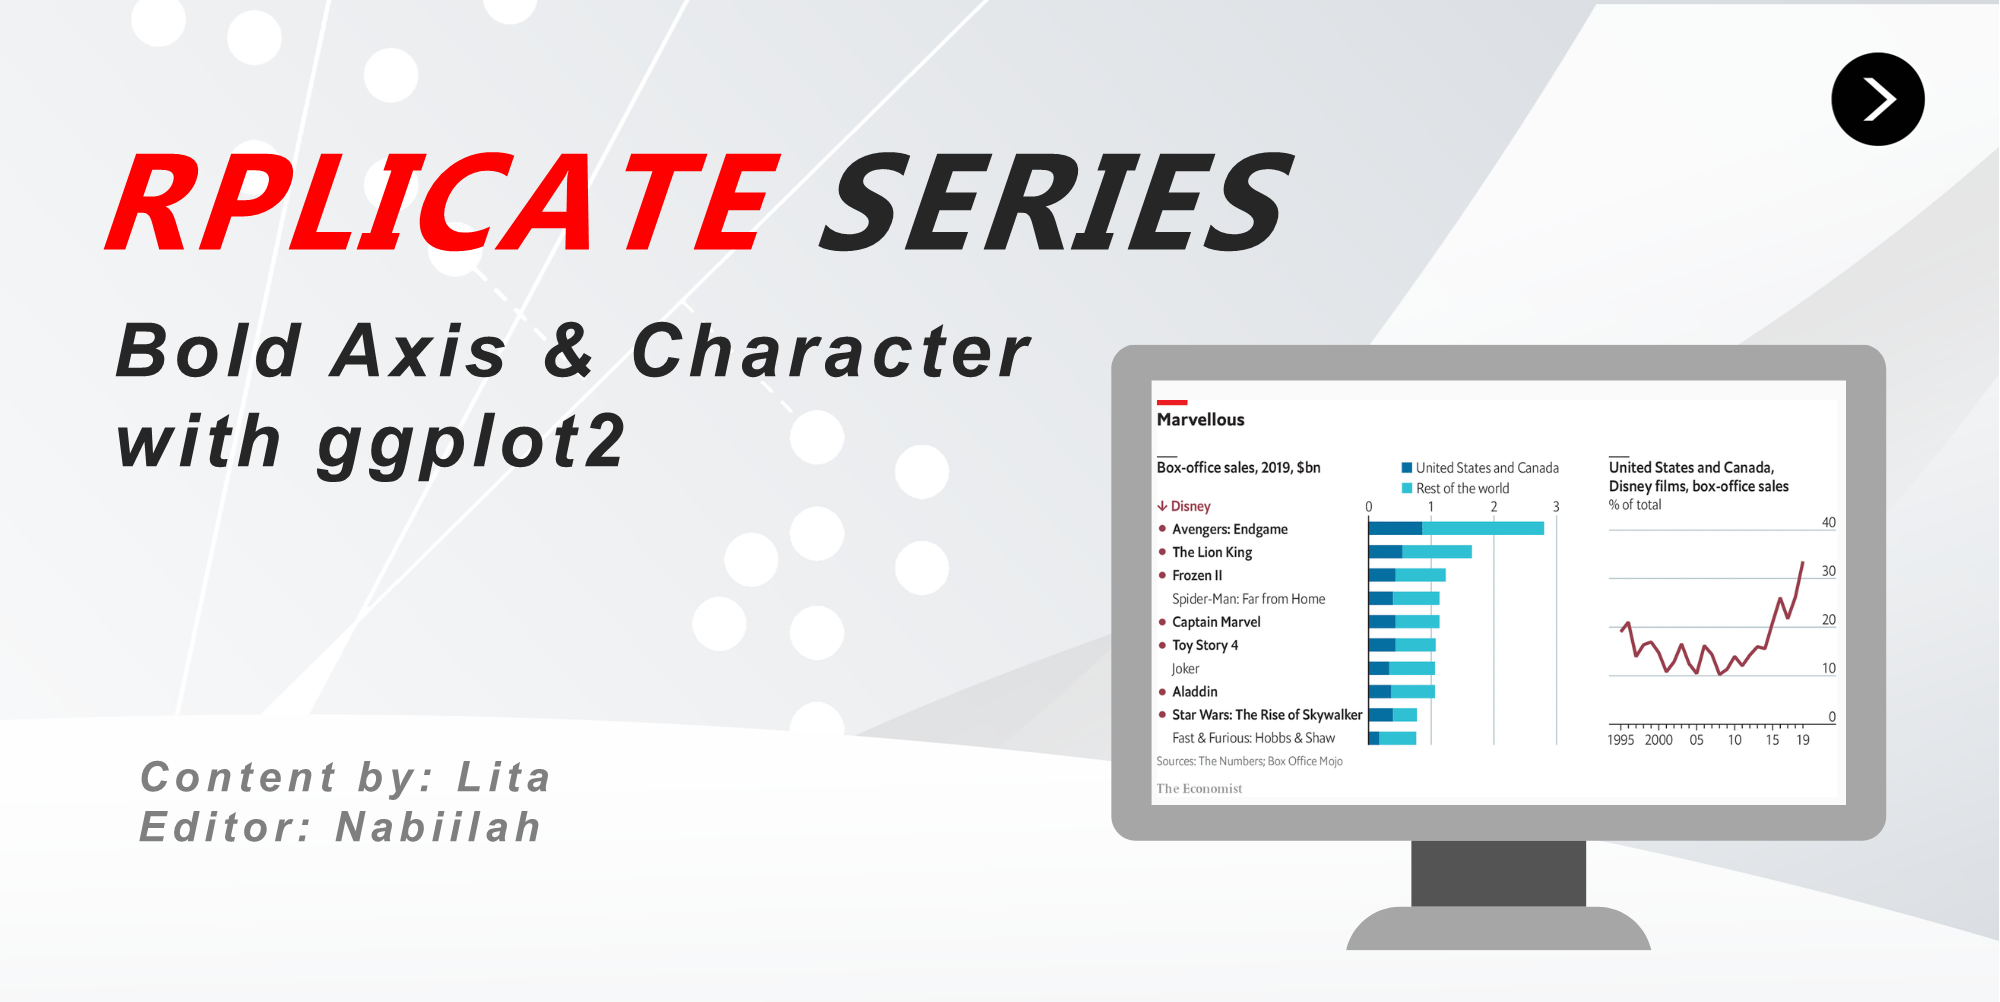 RPLICATE SERIES
Bold Axis & Character
with ggplot2
Content by: Lita
Editor: Nabiilah
Marvellous
Box-office sales, 2019, $bn
United States and Canada
Rest of the world
↓ Disney
0 1 2 3
Avengers: Endgame
The Lion King
Frozen II
Spider-Man: Far from Home
Captain Marvel
Toy Story 4
Joker
Aladdin
Star Wars: The Rise of Skywalker
Fast & Furious: Hobbs & Shaw
Sources: The Numbers; Box Office Mojo
The Economist
United States and Canada,
Disney films, box-office sales
% of total
40
30
20
10
0
1995 2000 05 10 15 19